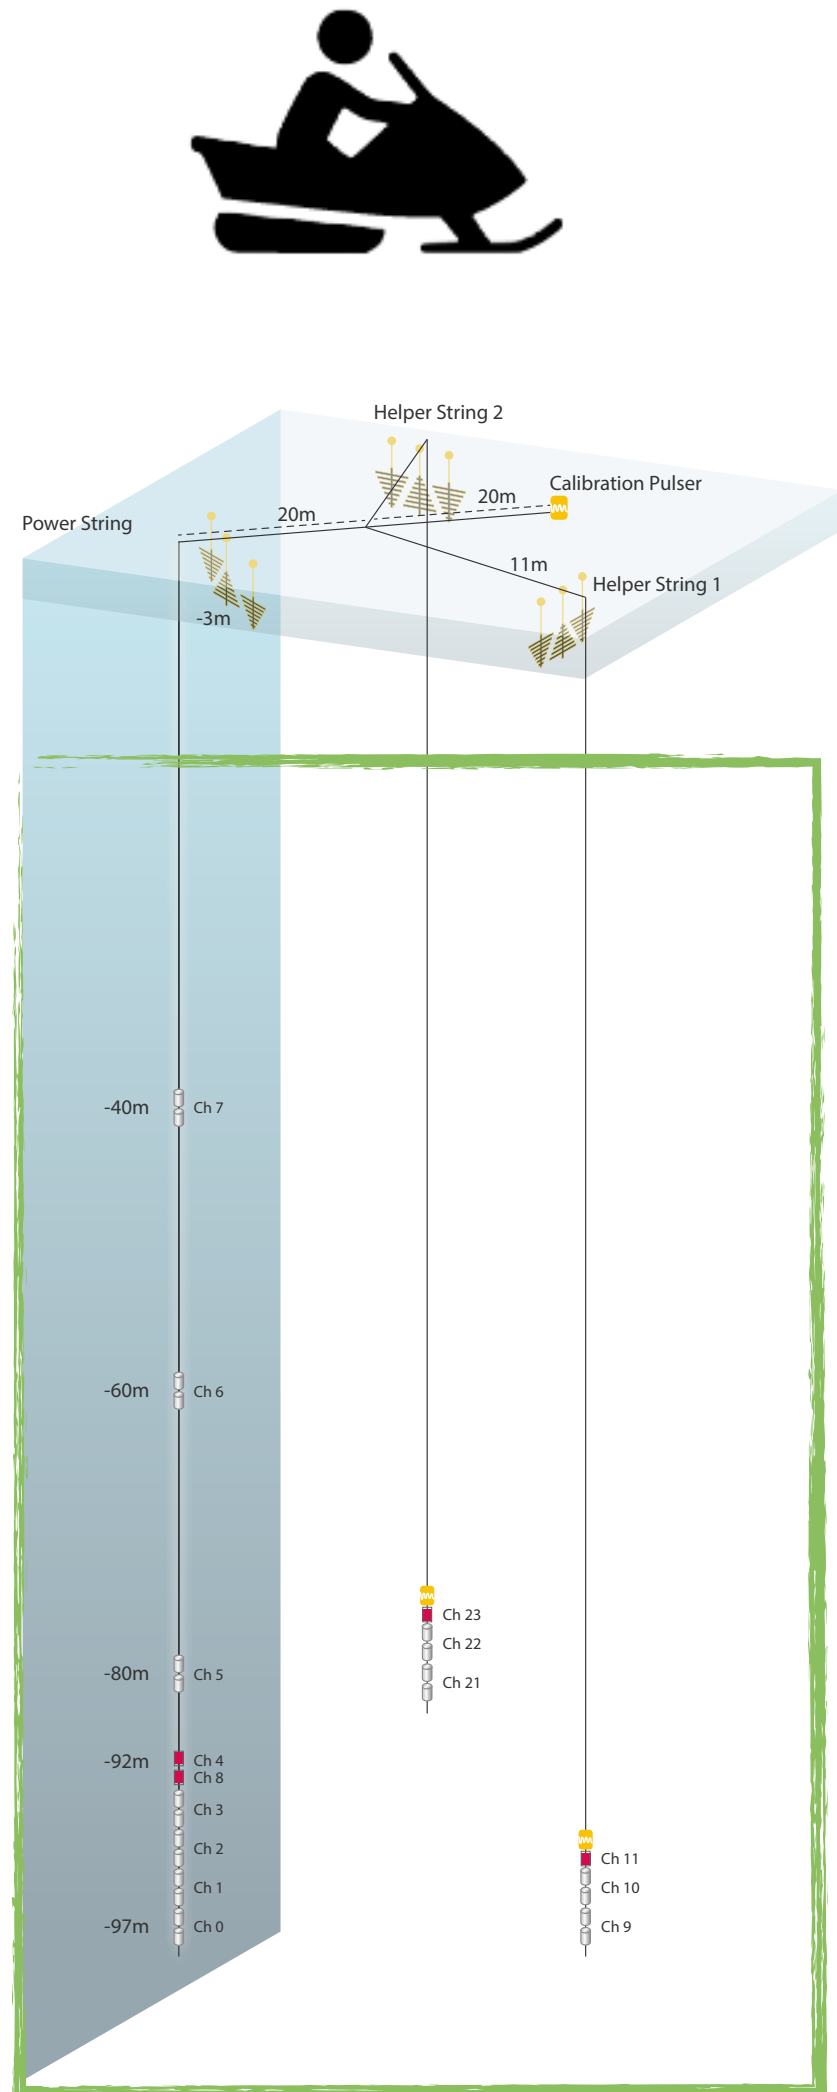 Helper String 2
Calibration Pulser
20m
Power String
20m
11m
Helper String 1
-3m
-40m
Ch 7
-60m
Ch 6
Ch 23
Ch 22
-80m
Ch 5
Ch 21
-92m
Ch 4
Ch 8
Ch 3
Ch 2
Ch 11
Ch 1
Ch 10
-97m
Ch 0
Ch 9